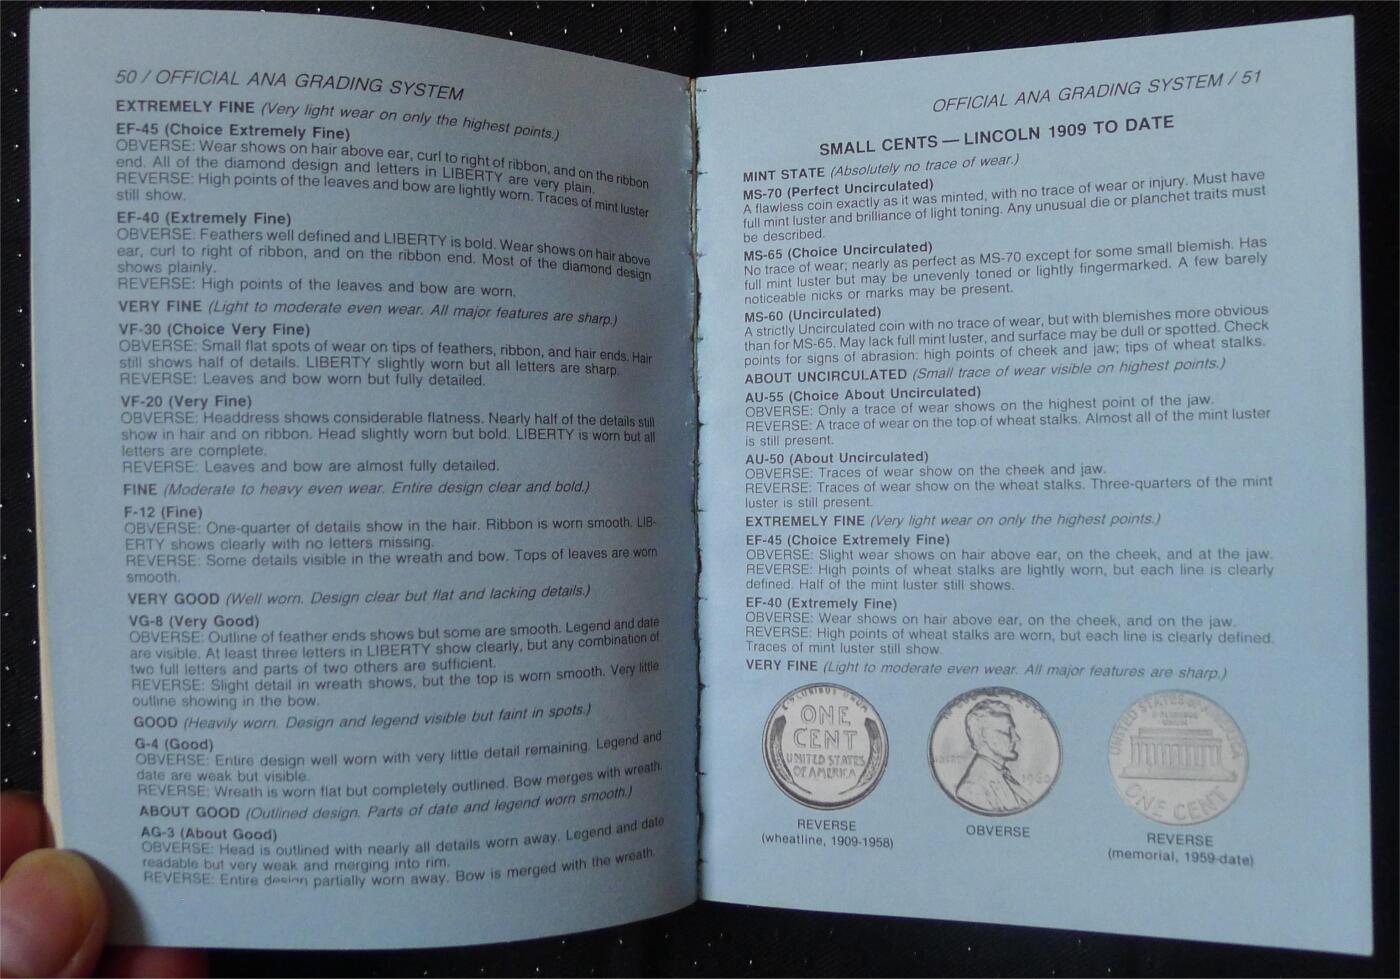 50 / OFFICIAL ANA GRADING SYSTEM
EXTREMELY FINE (Very light wear on only the highest points.)
EF-45 (Choice Extremely Fine)
OBVERSE: Wear shows on hair above ear, curl to right of ribbon, and on the ribbon
end. All of the diamond design and letters in LIBERTY are very plain.
REVERSE: High points of the leaves and bow are lightly worn. Traces of mint luster
still show.
EF-40 (Extremely Fine)
OBVERSE: Feathers well defined and LIBERTY is bold. Wear shows on hair above
ear, curl to right of ribbon, and on the ribbon end. Most of the diamond design
shows plainly.
REVERSE: High points of the leaves and bow are worn.
VERY FINE (Light to moderate even wear. All major features are sharp.)
VF-30 (Choice Very Fine)
OBVERSE: Small flat spots of wear on tips of feathers, ribbon, and hair ends. Hair
still shows half of details. LIBERTY slightly worn but all letters are sharp.
REVERSE: Leaves and bow worn but fully detailed.
VF-20 (Very Fine)
OBVERSE: Headdress shows considerable flatness. Nearly half of the details still
show in hair and on ribbon. Head slightly worn but bold. LIBERTY is worn but all
letters are complete.
REVERSE: Leaves and bow are almost fully detailed.
FINE (Moderate to heavy even wear. Entire design clear and bold.)
F-12 (Fine)
OBVERSE: One-quarter of details show in the hair. Ribbon is worn smooth. LIB-
ERTY shows clearly with no letters missing.
REVERSE: Some details visible in the wreath and bow. Tops of leaves are worn
smooth.
VERY GOOD (Well worn. Design clear but flat and lacking details.)
VG-8 (Very Good)
OBVERSE: Outline of feather ends shows but some are smooth. Legend and date
are visible. At least three letters in LIBERTY show clearly, but any combination of
two full letters and parts of two others are sufficient.
REVERSE: Slight detail in wreath shows, but the top is worn smooth. Very little
outline showing in the bow.
GOOD (Heavily worn. Design and legend visible but faint in spots.)
G-4 (Good)
OBVERSE: Entire design well worn with very little detail remaining. Legend and
date are weak but visible.
REVERSE: Wreath is worn flat but completely outlined. Bow merges with wreath.
ABOUT GOOD (Outlined design. Parts of date and legend worn smooth.)
AG-3 (About Good)
OBVERSE: Head is outlined with nearly all details worn away. Legend and date
readable but very weak and merging into rim.
REVERSE: Entire design partially worn away. Bow is merged with the wreath.
OFFICIAL ANA GRADING SYSTEM / 51
SMALL CENTS — LINCOLN 1909 TO DATE
MINT STATE (Absolutely no trace of wear.)
MS-70 (Perfect Uncirculated)
A flawless coin exactly as it was minted, with no trace of wear or injury. Must have
full mint luster and brilliance of light toning. Any unusual die or planchet traits must
be described.
MS-65 (Choice Uncirculated)
No trace of wear; nearly as perfect as MS-70 except for some small blemish. Has
full mint luster but may be unevenly toned or lightly fingermarked. A few barely
noticeable nicks or marks may be present.
MS-60 (Uncirculated)
A strictly Uncirculated coin with no trace of wear, but with blemishes more obvious
than for MS-65. May lack full mint luster, and surface may be dull or spotted. Check
points for signs of abrasion: high points of cheek and jaw; tips of wheat stalks.
ABOUT UNCIRCULATED (Small trace of wear visible on highest points.)
AU-55 (Choice About Uncirculated)
OBVERSE: Only a trace of wear shows on the highest point of the jaw.
REVERSE: A trace of wear on the top of wheat stalks. Almost all of the mint luster
is still present.
AU-50 (About Uncirculated)
OBVERSE: Traces of wear show on the cheek and jaw.
REVERSE: Traces of wear show on the wheat stalks. Three-quarters of the mint
luster is still present.
EXTREMELY FINE (Very light wear on only the highest points.)
EF-45 (Choice Extremely Fine)
OBVERSE: Slight wear shows on hair above ear, on the cheek, and at the jaw.
REVERSE: High points of wheat stalks are lightly worn, but each line is clearly
defined. Half of the mint luster still shows.
EF-40 (Extremely Fine)
OBVERSE: Wear shows on hair above ear, on the cheek, and on the jaw.
REVERSE: High points of wheat stalks are worn, but each line is clearly defined.
Traces of mint luster still show.
VERY FINE (Light to moderate even wear. All major features are sharp.)
E PLURIBUS UNUM
ONE
CENT
UNITED STATES
OF AMERICA
UNITED STATES OF AMERICA
E PLURIBUS
UNUM
ONE CENT
REVERSE
(wheatline, 1909-1958)
OBVERSE
REVERSE
(memorial, 1959-date)